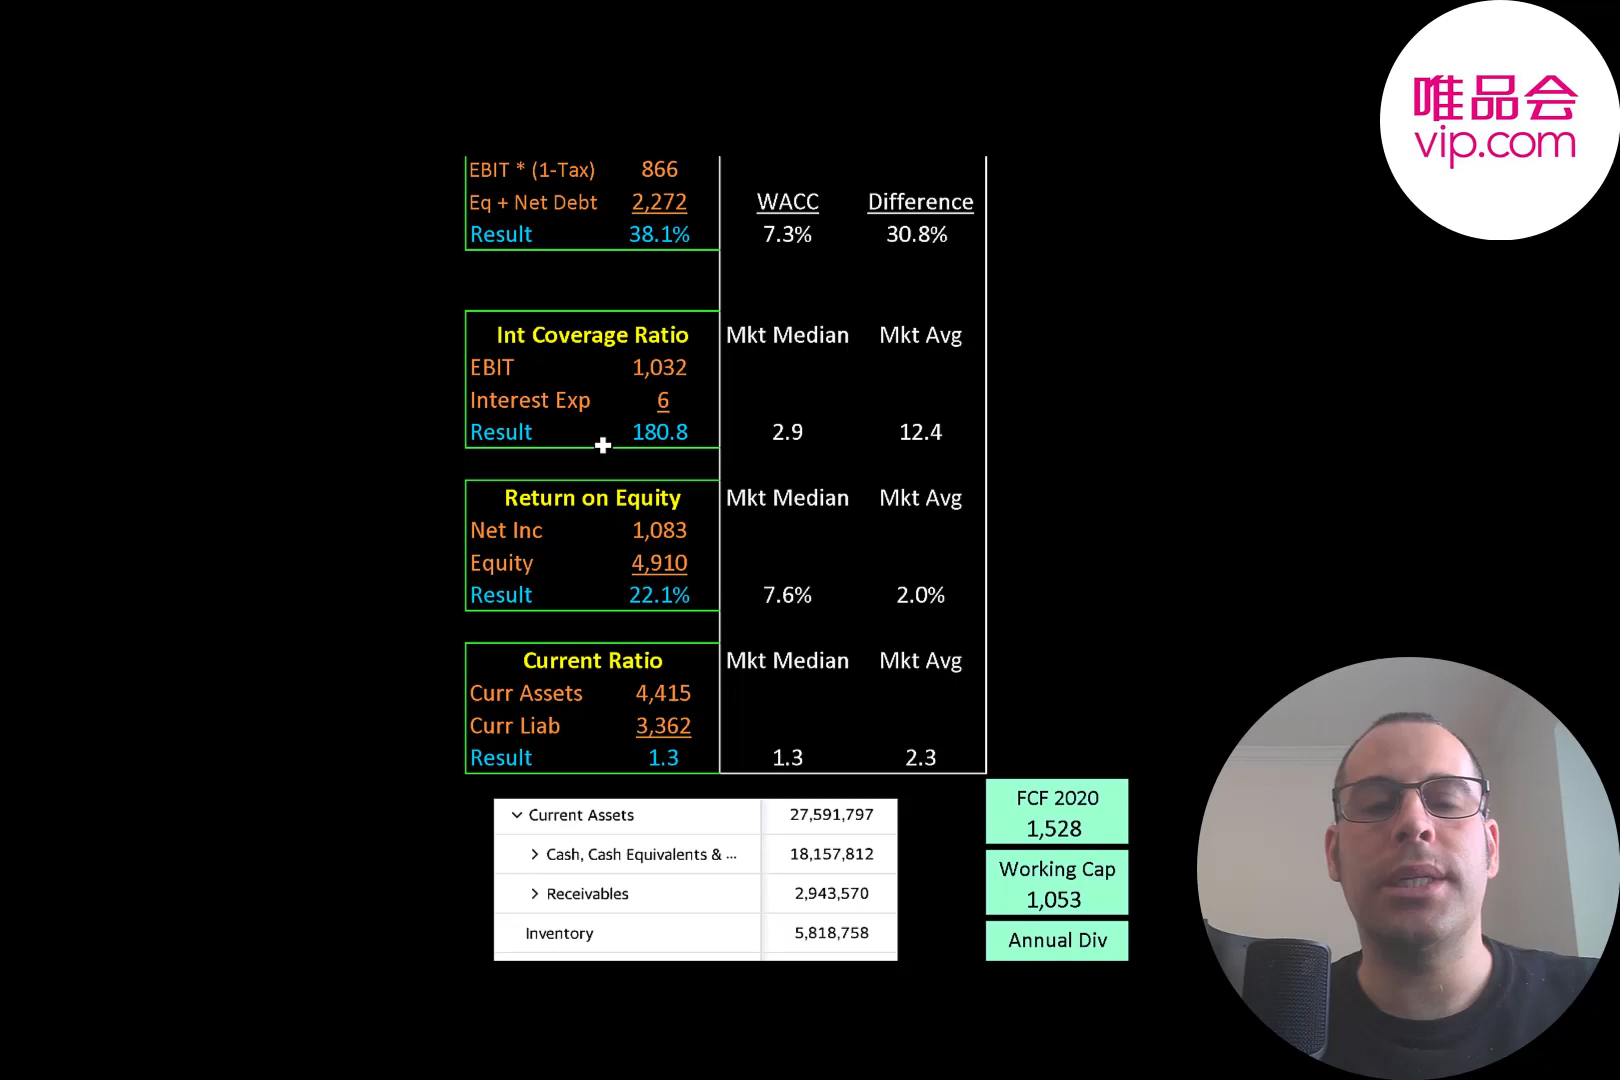 唯品会
vip.com
EBIT * (1-Tax) 866
Eq + Net Debt 2,272 WACC Difference
Result 38.1% 7.3% 30.8%
Int Coverage Ratio Mkt Median Mkt Avg
EBIT 1,032
Interest Exp 6
Result 180.8 2.9 12.4
Return on Equity Mkt Median Mkt Avg
Net Inc 1,083
Equity 4,910
Result 22.1% 7.6% 2.0%
Current Ratio Mkt Median Mkt Avg
Curr Assets 4,415
Curr Liab 3,362
Result 1.3 1.3 2.3
Current Assets 27,591,797
Cash, Cash Equivalents & ... 18,157,812
Receivables 2,943,570
Inventory 5,818,758
FCF 2020
1,528
Working Cap
1,053
Annual Div